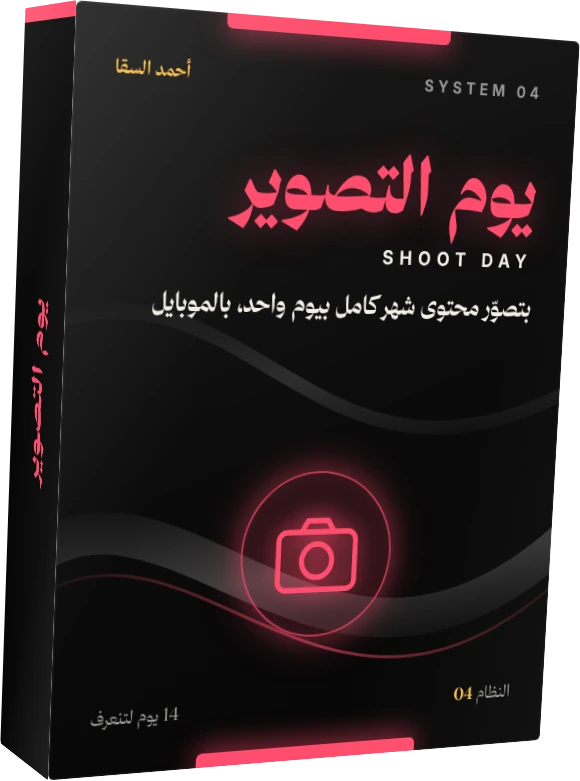 أحمد السقا
SYSTEM 04
يوم التصوير
SHOOT DAY
بتصوّر محتوى شهر كامل بيوم واحد، بالموبايل
يوم التصوير
النظام 04
14 يوم لتنعرف